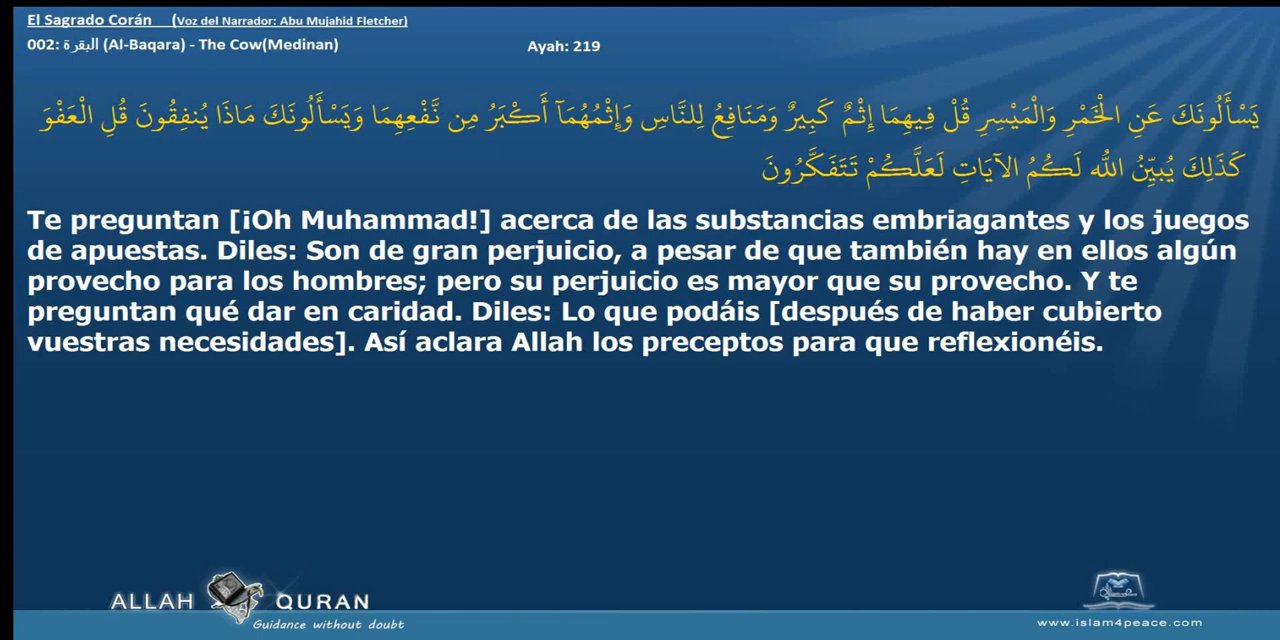 El Sagrado Corán (Voz del Narrador: Abu Mujahid Fletcher)
002: البقرة (Al-Baqara) - The Cow(Medinan) Ayah: 219
يَسْأَلُونَكَ عَنِ الْخَمْرِ وَالْمَيْسِرِ قُلْ فِيهِمَا إِثْمٌ كَبِيرٌ وَمَنَافِعُ لِلنَّاسِ وَإِثْمُهُمَآ أَكْبَرُ مِن نَّفْعِهِمَا وَيَسْأَلُونَكَ مَاذَا يُنفِقُونَ قُلِ الْعَفْوَ
كَذَلِكَ يُبيِّنُ اللّهُ لَكُمُ الآيَاتِ لَعَلَّكُمْ تَتَفَكَّرُونَ
Te preguntan [¡Oh Muhammad!] acerca de las substancias embriagantes y los juegos
de apuestas. Diles: Son de gran perjuicio, a pesar de que también hay en ellos algún
provecho para los hombres; pero su perjuicio es mayor que su provecho. Y te
preguntan qué dar en caridad. Diles: Lo que podáis [después de haber cubierto
vuestras necesidades]. Así aclara Allah los preceptos para que reflexionéis.
ALLAH QURAN
Guidance without doubt
www.islam4peace.com